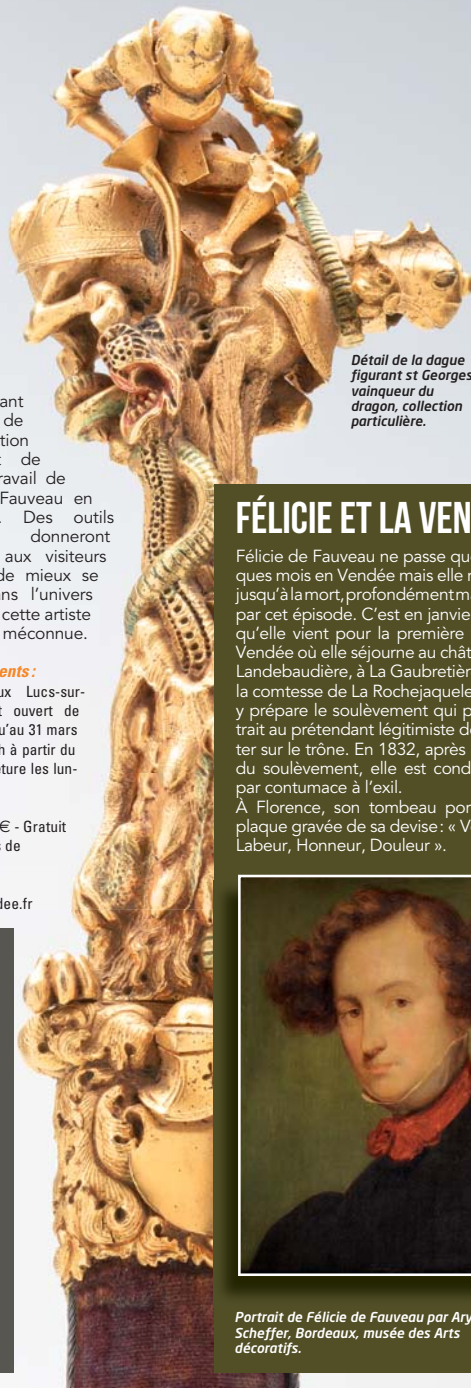 Détail de la dague
figurant st Georges
vainqueur du
dragon, collection
particulière.
ant
de
tion
de
ravail de
Fauveau en
. Des outils
donneront
aux visiteurs
de mieux se
ns l'univers
cette artiste
méconnue.
ents :
ux Lucs-sur-
t ouvert de
u'au 31 mars
h à partir du
ture les lun-
€ - Gratuit
s de
dee.fr
FÉLICIE ET LA VEN
Félicie de Fauveau ne passe que
ques mois en Vendée mais elle r
jusqu'à la mort, profondément ma
par cet épisode. C'est en janvier
qu'elle vient pour la première
Vendée où elle séjourne au chât
Landebaudière, à La Gaubretièr
la comtesse de La Rochejaquele
y prépare le soulèvement qui p
trait au prétendant légitimiste de
ter sur le trône. En 1832, après
du soulèvement, elle est cond
par contumace à l'exil.
À Florence, son tombeau por
plaque gravée de sa devise : « Ve
Labeur, Honneur, Douleur ».
Portrait de Félicie de Fauveau par Ary
Scheffer, Bordeaux, musée des Arts
décoratifs.